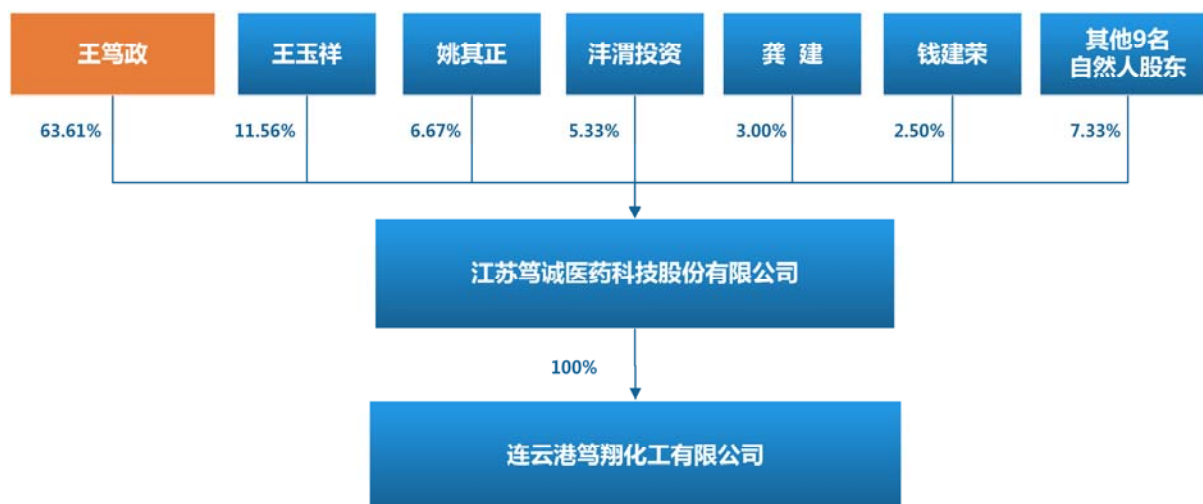 王笃政
王玉祥
姚其正
沣渭投资
龚 建
钱建荣
其他9名
自然人股东
63.61%
11.56%
6.67%
5.33%
3.00%
2.50%
7.33%
江苏笃诚医药科技股份有限公司
100%
连云港笃翔化工有限公司